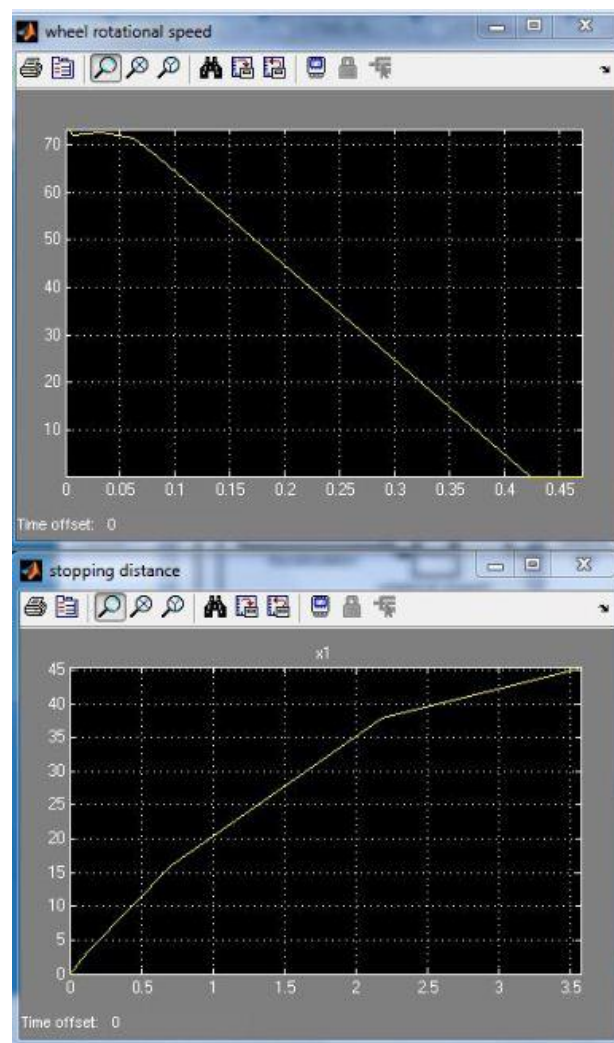 wheel rotational speed
70
60
50
40
30
20
10
0 0.05 0.1 0.15 0.2 0.25 0.3 0.35 0.4 0.45
Time offset: 0
stopping distance
x1
45
40
35
30
25
20
15
10
5
0
0 0.5 1 1.5 2 2.5 3 3.5
Time offset: 0